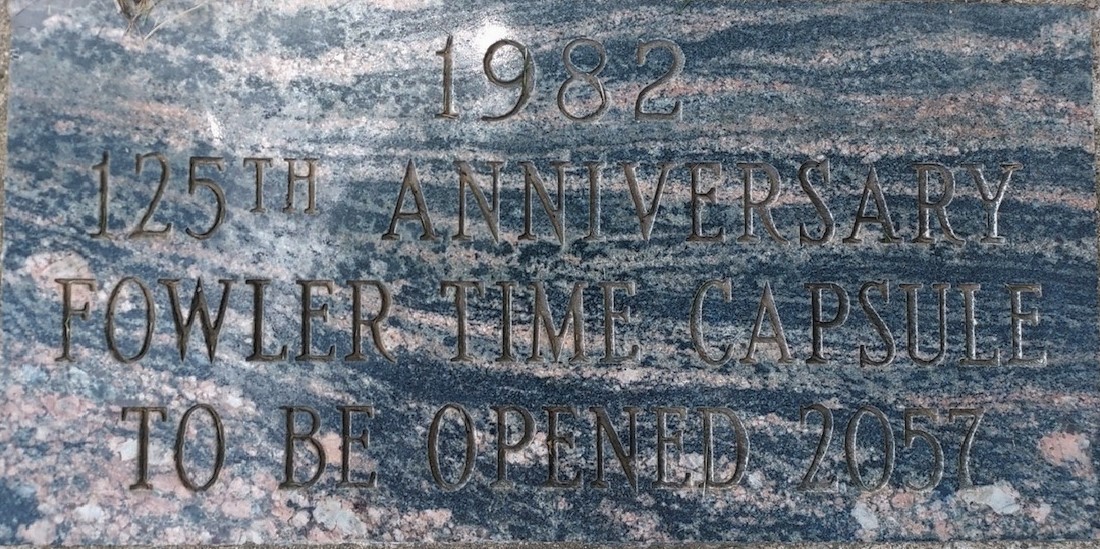 1982
125TH ANNIVERSARY
FOWLER TIME CAPSULE
TO BE OPENED 2057